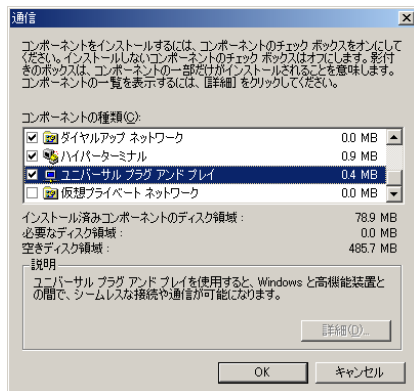 通信
コンポーネントをインストールするには、コンポーネントのチェック ボックスをオンにして
ください。インストールしないコンポーネントのチェック ボックスはオフにします。影付
きのボックスは、コンポーネントの一部だけがインストールされることを意味します。
コンポーネントの一覧を表示するには、[詳細] をクリックしてください。
コンポーネントの種類(C):
ダイヤルアップ ネットワーク 0.0 MB
ハイパーターミナル 0.9 MB
ユニバーサル プラグ アンド プレイ 0.4 MB
仮想プライベート ネットワーク 0.0 MB
インストール済みコンポーネントのディスク領域: 78.9 MB
必要なディスク領域: 0.0 MB
空きディスク領域: 485.7 MB
説明
ユニバーサル プラグ アンド プレイを使用すると、Windows と高機能装置と
の間で、シームレスな接続や通信が可能になります。
詳細(D)...
OK キャンセル